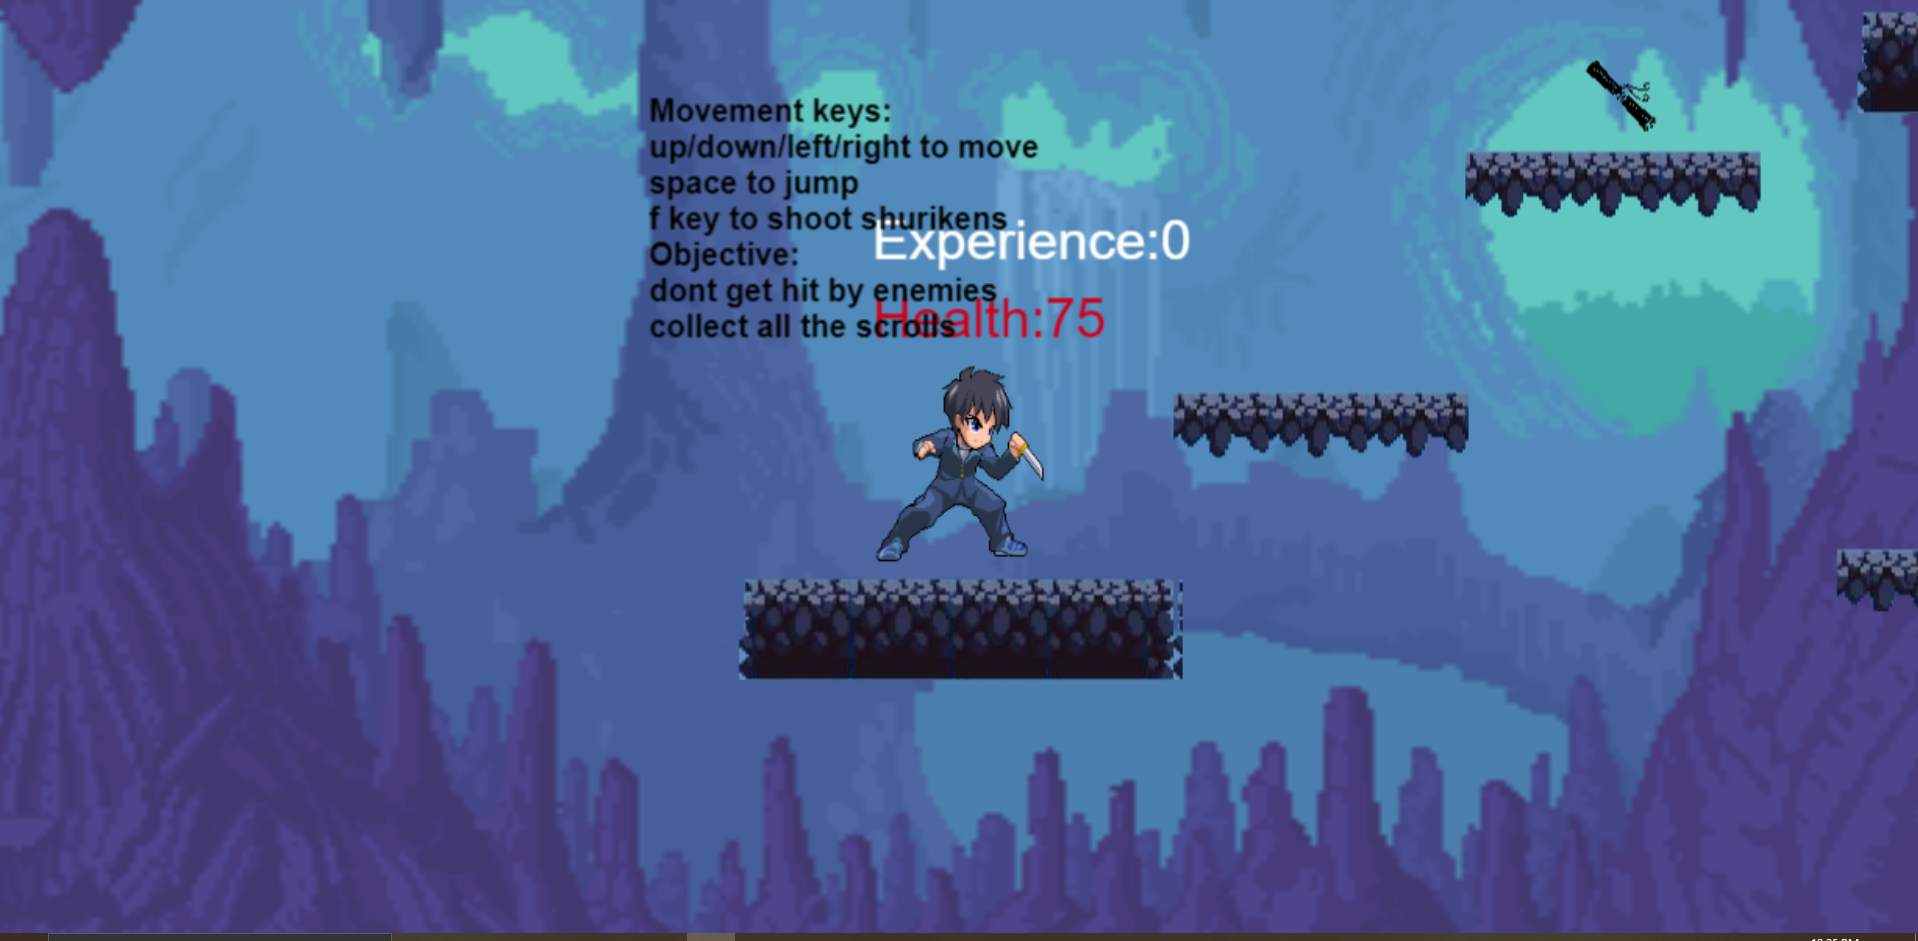 Movement keys:
up/down/left/right to move
space to jump
f key to shoot shurikens
Experience:0
Objective:
dont get hit by enemies
Health:75
collect all the scrolls